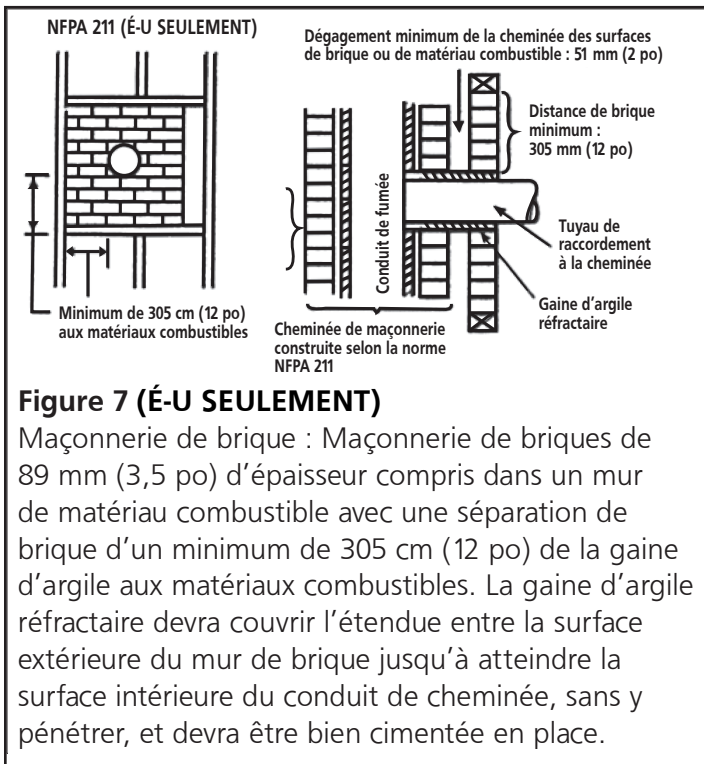 NFPA 211 (É-U SEULEMENT)
Dégagement minimum de la cheminée des surfaces
de brique ou de matériau combustible : 51 mm (2 po)
Distance de brique
minimum :
305 mm (12 po)
Conduit de fumée
Tuyau de
raccordement
à la cheminée
Gaine d'argile
réfractaire
Minimum de 305 cm (12 po)
aux matériaux combustibles
Cheminée de maçonnerie
construite selon la norme
NFPA 211
Figure 7 (É-U SEULEMENT)
Maçonnerie de brique : Maçonnerie de briques de
89 mm (3,5 po) d'épaisseur compris dans un mur
de matériau combustible avec une séparation de
brique d'un minimum de 305 cm (12 po) de la gaine
d'argile aux matériaux combustibles. La gaine d'argile
réfractaire devra couvrir l'étendue entre la surface
extérieure du mur de brique jusqu'à atteindre la
surface intérieure du conduit de cheminée, sans y
pénétrer, et devra être bien cimentée en place.